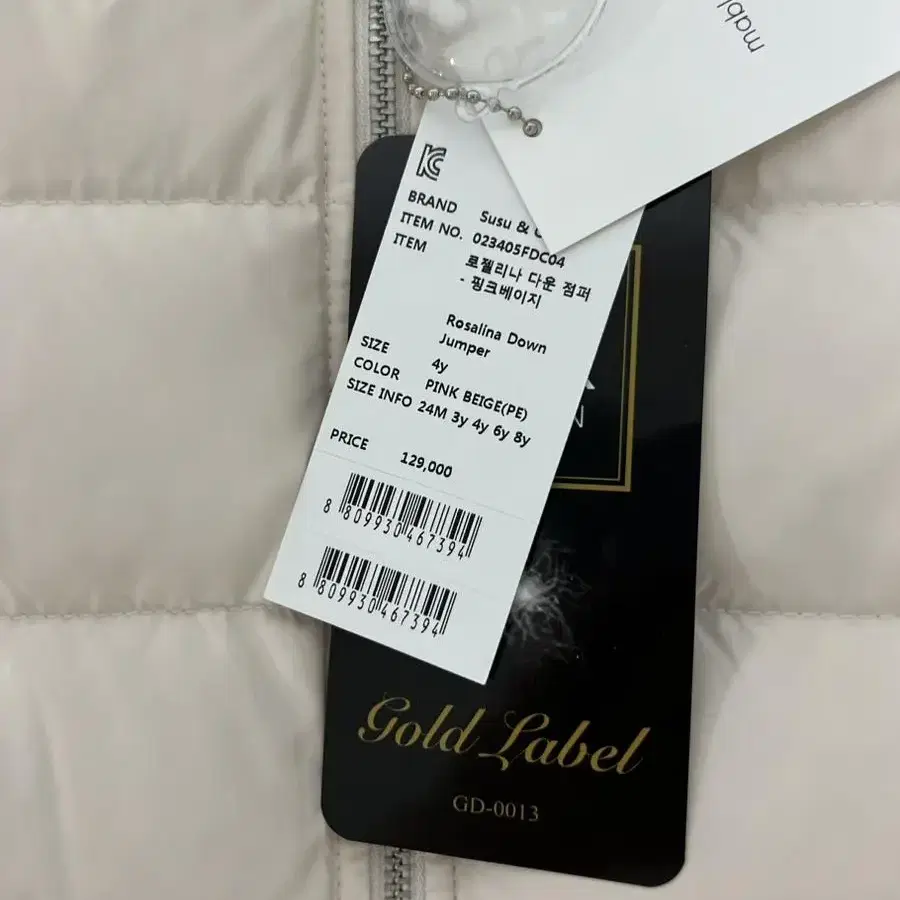 mabl
KC
BRAND Susu &
ITEM NO. 023405FDC04
ITEM 로젤리나 다운 점퍼
- 핑크베이지
Rosalina Down
Jumper
SIZE 4y
COLOR PINK BEIGE(PE)
SIZE INFO 24M 3y 4y 6y 8y
PRICE 129,000
8 809930 467394
8 809930 467394
N
Gold Label
GD-0013